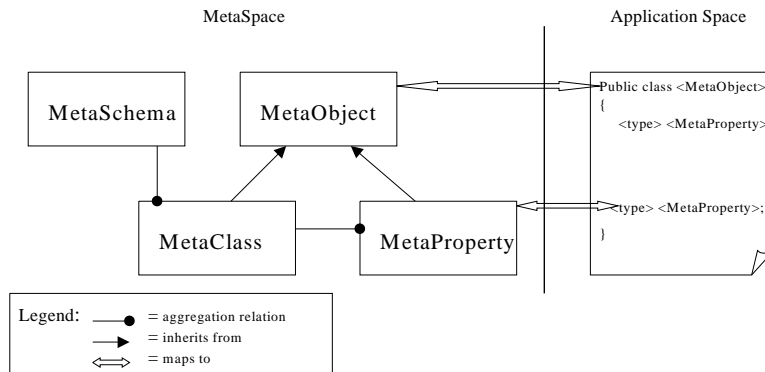 MetaSpace
Application Space
MetaSchema
MetaObject
Public class <MetaObject>
{
<type> <MetaProperty>
MetaClass
MetaProperty
<type> <MetaProperty>;
}
Legend:
= aggregation relation
= inherits from
= maps to